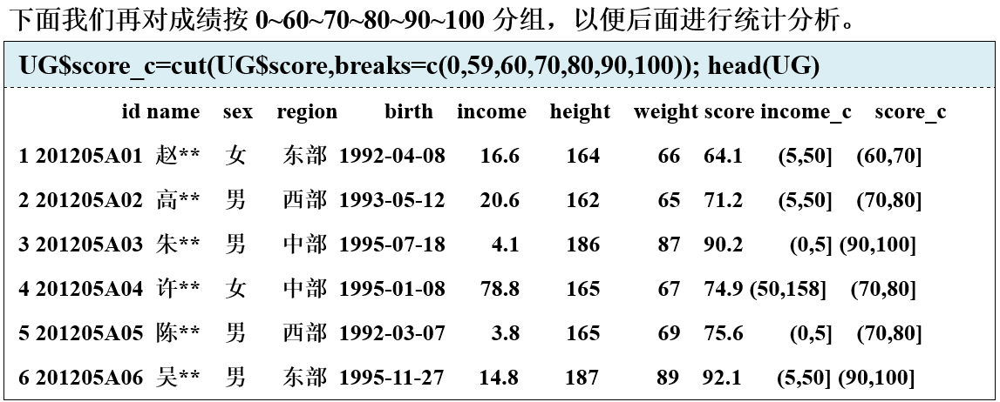 下面我们再对成绩按 0~60~70~80~90~100 分组，以便后面进行统计分析。
UG$score_c=cut(UG$score,breaks=c(0,59,60,70,80,90,100)); head(UG)
id name sex region birth income height weight score income_c score_c
1 201205A01 赵** 女 东部 1992-04-08 16.6 164 66 64.1 (5,50] (60,70]
2 201205A02 高** 男 西部 1993-05-12 20.6 162 65 71.2 (5,50] (70,80]
3 201205A03 朱** 男 中部 1995-07-18 4.1 186 87 90.2 (0,5] (90,100]
4 201205A04 许** 女 中部 1995-01-08 78.8 165 67 74.9 (50,158] (70,80]
5 201205A05 陈** 男 西部 1992-03-07 3.8 165 69 75.6 (0,5] (70,80]
6 201205A06 吴** 男 东部 1995-11-27 14.8 187 89 92.1 (5,50] (90,100]